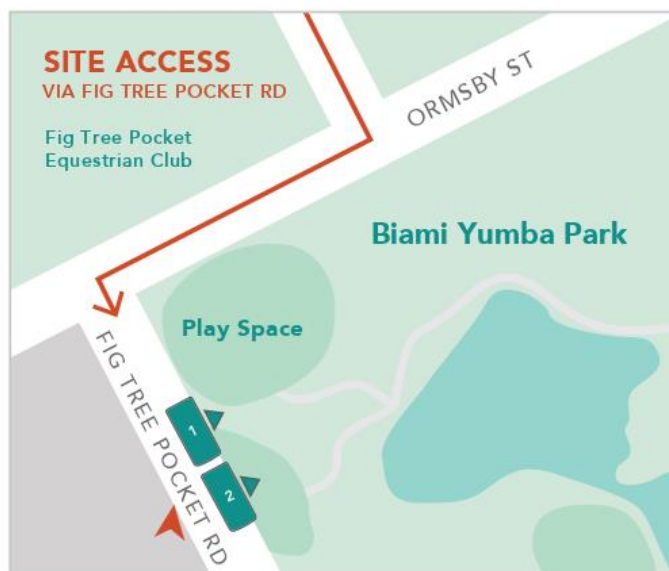 SITE ACCESS
VIA FIG TREE POCKET RD
Fig Tree Pocket
Equestrian Club
ORMSBY ST
Biami Yumba Park
Play Space
FIG TREE POCKET RD
1
2